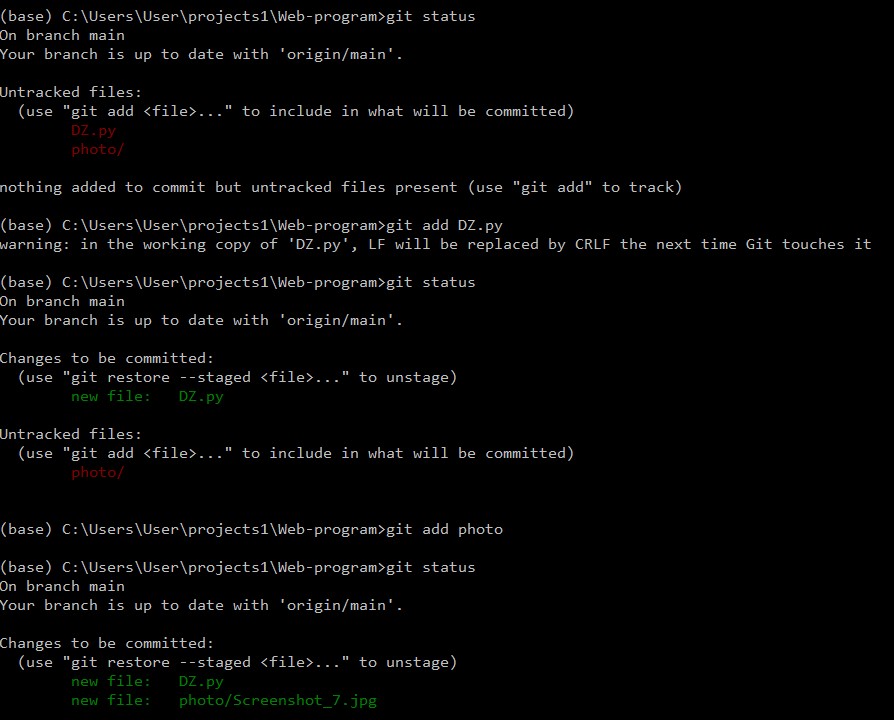 (base) C:\Users\User\projects1\Web-program>git status
On branch main
Your branch is up to date with 'origin/main'.
Untracked files:
  (use "git add <file>..." to include in what will be committed)
        DZ.py
        photo/
nothing added to commit but untracked files present (use "git add" to track)
(base) C:\Users\User\projects1\Web-program>git add DZ.py
warning: in the working copy of 'DZ.py', LF will be replaced by CRLF the next time Git touches it
(base) C:\Users\User\projects1\Web-program>git status
On branch main
Your branch is up to date with 'origin/main'.
Changes to be committed:
  (use "git restore --staged <file>..." to unstage)
        new file:   DZ.py
Untracked files:
  (use "git add <file>..." to include in what will be committed)
        photo/
(base) C:\Users\User\projects1\Web-program>git add photo
(base) C:\Users\User\projects1\Web-program>git status
On branch main
Your branch is up to date with 'origin/main'.
Changes to be committed:
  (use "git restore --staged <file>..." to unstage)
        new file:   DZ.py
        new file:   photo/Screenshot_7.jpg